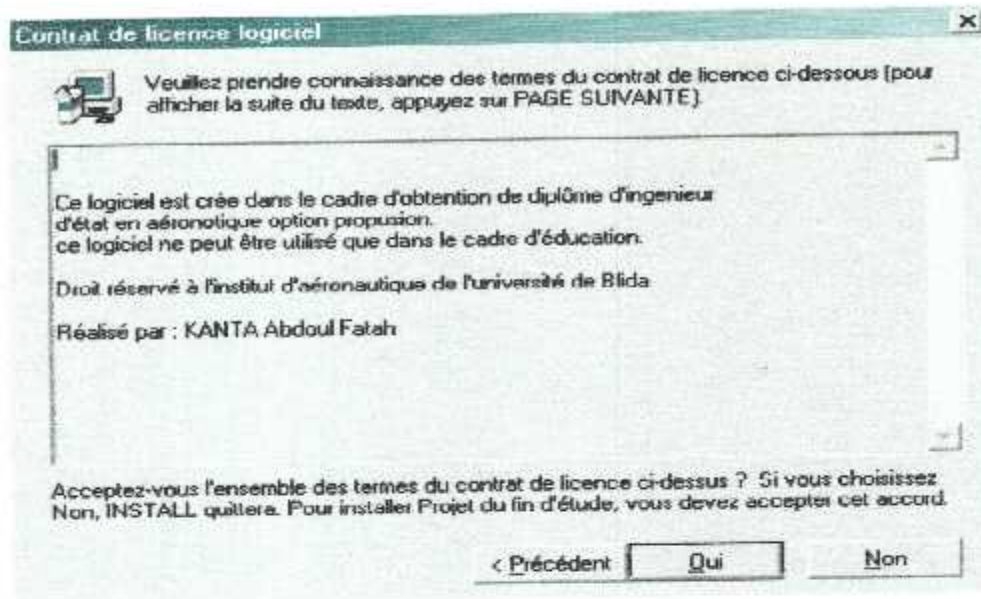 Contrat de licence logiciel
Veuillez prendre connaissance des termes du contrat de licence ci-dessous (pour
afficher la suite du texte, appuyez sur PAGE SUIVANTE).
Ce logiciel est crée dans le cadre d'obtention de diplôme d'ingenieur
d'état en aéronotique option propusion.
ce logiciel ne peut être utilisé que dans le cadre d'éducation.
Droit réservé à l'institut d'aéronautique de l'université de Blida
Réalisé par : KANTA Abdoul Fatah
Acceptez-vous l'ensemble des termes du contrat de licence ci-dessus ? Si vous choisissez
Non, INSTALL quittera. Pour installer Projet du fin d'étude, vous devez accepter cet accord.
< Précédent
Oui
Non